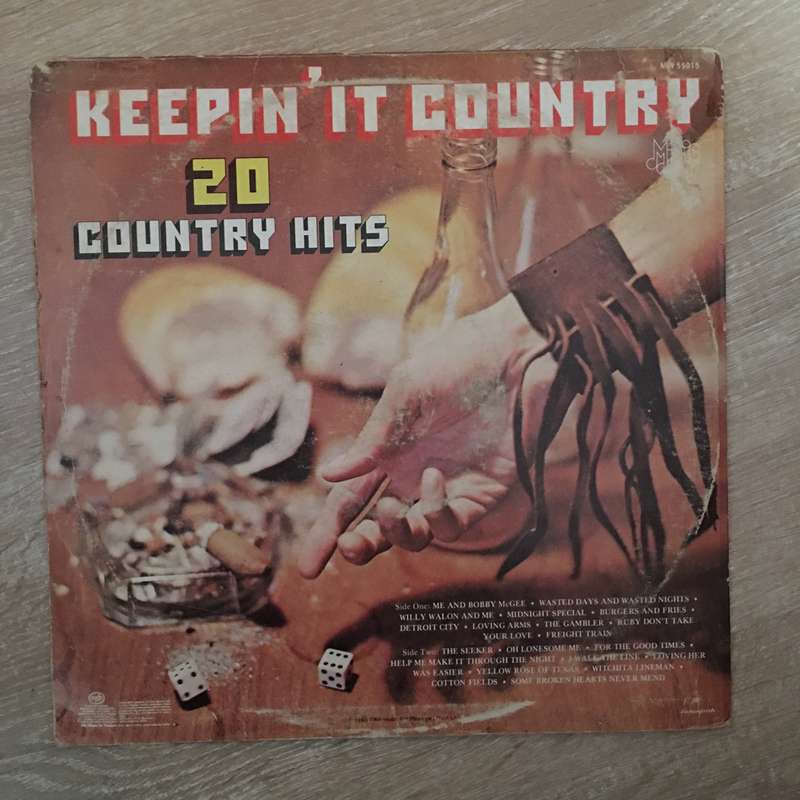 KEEPIN' IT COUNTRY
20
COUNTRY HITS
Side One: ME AND BOBBY McGEE • WASTED DAYS AND WASTED NIGHTS •
WILLY WALON AND ME • MIDNIGHT SPECIAL • BURGERS AND FRIES •
DETROIT CITY • LOVING ARMS • THE GAMBLER • RUBY DON'T TAKE
YOUR LOVE • FREIGHT TRAIN
Side Two: THE SEEKER • OH LONESOME ME • FOR THE GOOD TIMES •
HELP ME MAKE IT THROUGH THE NIGHT • I WALK THE LINE • LOVING HER
WAS EASIER • YELLOW ROSE OF TEXAS • WITCHITA LINEMAN •
COTTON FIELDS • SOME BROKEN HEARTS NEVER MEND